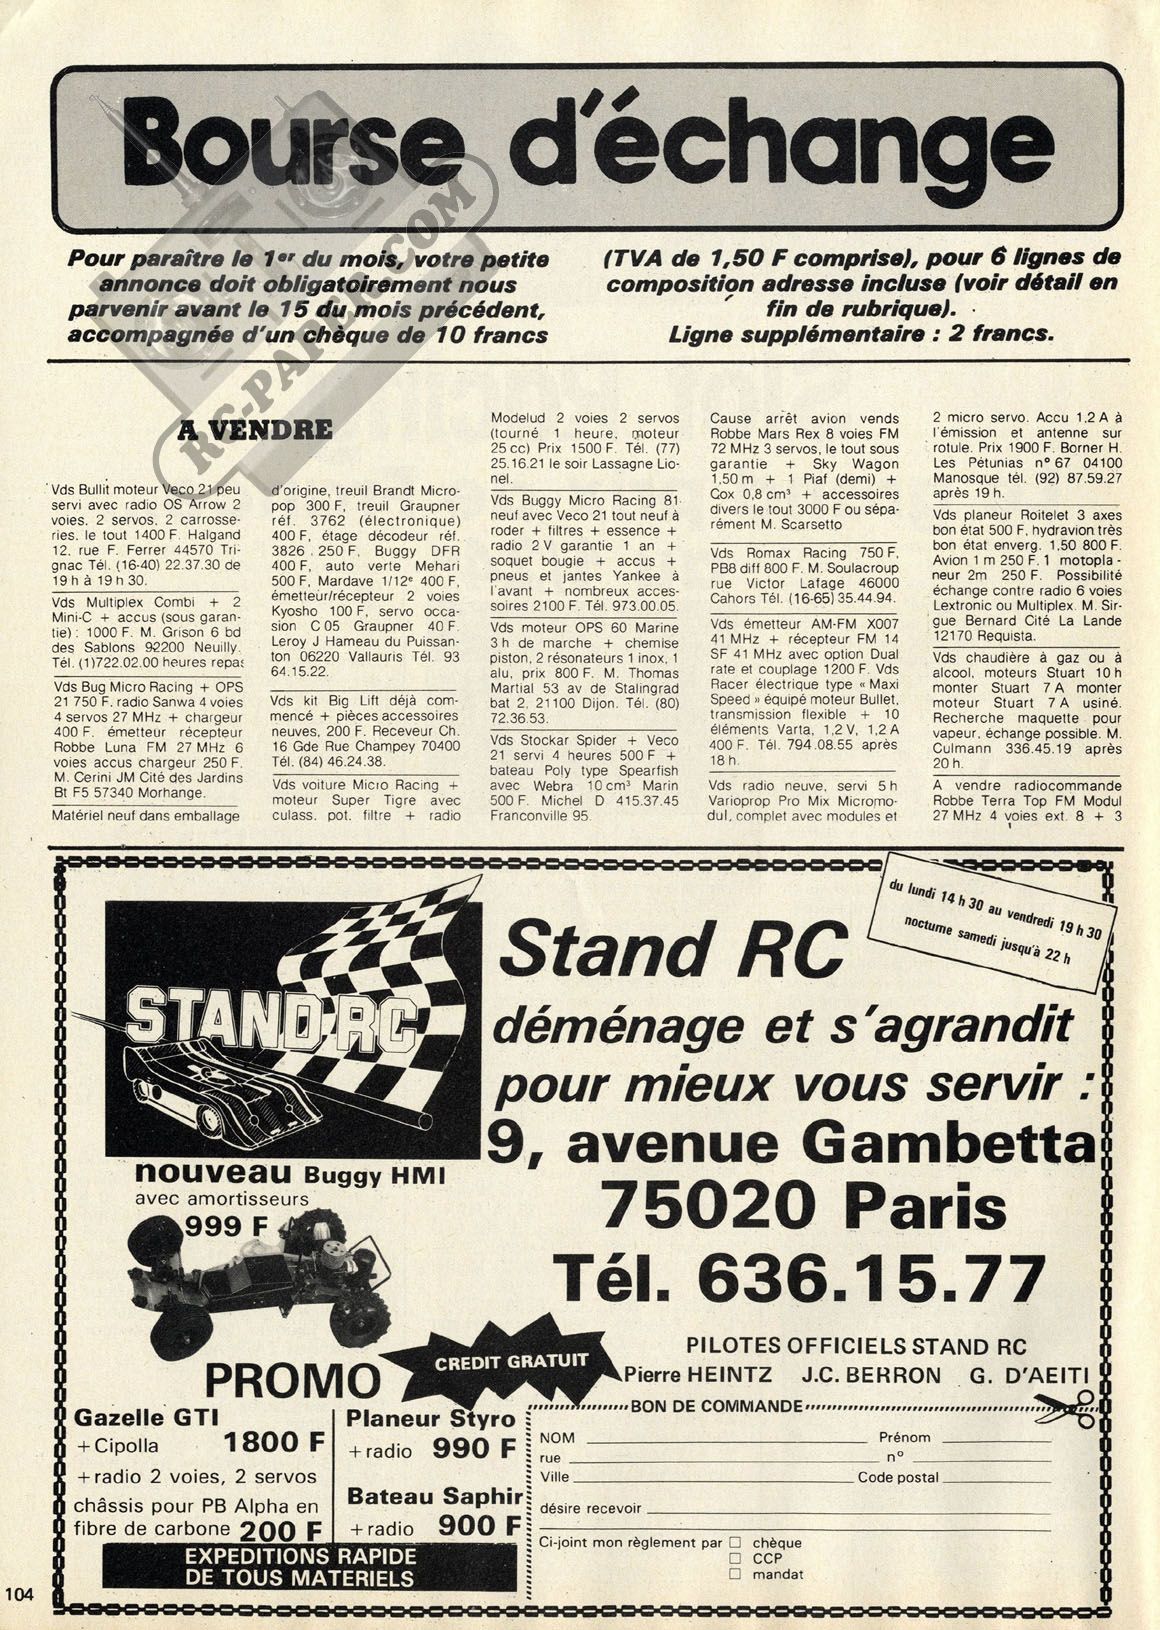 Bourse d'échange
Pour paraître le 1er du mois, votre petite
annonce doit obligatoirement nous
parvenir avant le 15 du mois précédent,
accompagnée d'un chèque de 10 francs
(TVA de 1,50 F comprise), pour 6 lignes de
composition adresse incluse (voir détail en
fin de rubrique).
Ligne supplémentaire : 2 francs.
RC-PAPER.COM
A VENDRE
Vds Bullit moteur Veco 21 peu
servi avec radio OS Arrow 2
voies, 2 servos, 2 carrosse-
ries, le tout 1400 F. Halgand
12, rue F. Ferrer 44570 Tri-
gnac Tél. (16-40) 22.37.30 de
19 h à 19 h 30.
Vds Multiplex Combi + 2
Mini-C + accus (sous garan-
tie) : 1000 F. M. Grison 6 bd
des Sablons 92200 Neuilly.
Tél. (1)722.02.00 heures repas
Vds Bug Micro Racing + OPS
21 750 F. radio Sanwa 4 voies
4 servos 27 MHz + chargeur
400 F. émetteur récepteur
Robbe Luna FM 27 MHz 6
voies accus chargeur 250 F.
M. Cerini JM Cité des Jardins
Bt F5 57340 Morhange.
Matériel neuf dans emballage
d'origine, treuil Brandt Micro-
pop 300 F, treuil Graupner
réf. 3762 (électronique)
400 F, étage décodeur réf.
3826 . 250 F, Buggy DFR
400 F, auto verte Mehari
500 F, Mardave 1/12e 400 F,
émetteur/récepteur 2 voies
Kyosho 100 F, servo occa-
sion C 05 Graupner 40 F.
Leroy J Hameau du Puissan-
ton 06220 Vallauris Tél. 93
64.15.22.
Vds kit Big Lift déjà com-
mencé + pièces accessoires
neuves, 200 F. Receveur Ch.
16 Gde Rue Champey 70400
Tél. (84) 46.24.38.
Vds voiture Micro Racing +
moteur Super Tigre avec
culass. pot. filtre + radio
Modelud 2 voies 2 servos
(tourné 1 heure, moteur
25 cc) Prix 1500 F. Tél. (77)
25.16.21 le soir Lassagne Lio-
nel.
Vds Buggy Micro Racing 81
neuf avec Veco 21 tout neuf à
roder + filtres + essence +
radio 2 V garantie 1 an +
soquet bougie + accus +
pneus et jantes Yankee à
l'avant + nombreux acces-
soires 2100 F. Tél. 973.00.05.
Vds moteur OPS 60 Marine
3 h de marche + chemise
piston, 2 résonateurs 1 inox, 1
alu, prix 800 F. M. Thomas
Martial 53 av de Stalingrad
bat 2, 21100 Dijon. Tél. (80)
72.36.53.
Vds Stockar Spider + Veco
21 servi 4 heures 500 F +
bateau Poly type Spearfish
avec Webra 10 cm³ Marin
500 F. Michel D 415.37.45
Franconville 95.
Cause arrêt avion vends
Robbe Mars Rex 8 voies FM
72 MHz 3 servos, le tout sous
garantie + Sky Wagon
1,50 m + 1 Piaf (demi) +
Cox 0,8 cm³ + accessoires
divers le tout 3000 F ou sépa-
rément M. Scarsetto
Vds Romax Racing 750 F,
PB8 diff 800 F. M. Soulacroup
rue Victor Lafage 46000
Cahors Tél. (16-65) 35.44.94.
Vds émetteur AM-FM X007
41 MHz + récepteur FM 14
SF 41 MHz avec option Dual
rate et couplage 1200 F. Vds
Racer électrique type « Maxi
Speed » équipé moteur Bullet,
transmission flexible + 10
éléments Varta, 1,2 V, 1,2 A
400 F. Tél. 794.08.55 après
18 h.
Vds radio neuve, servi 5 h
Varioprop Pro Mix Micromo-
dul, complet avec modules et
2 micro servo. Accu 1,2 A à
l'émission et antenne sur
rotule. Prix 1900 F. Borner H.
Les Pétunias n° 67 04100
Manosque tél. (92) 87.59.27
après 19 h.
Vds planeur Roitelet 3 axes
bon état 500 F, hydravion très
bon état enverg. 1,50 800 F.
Avion 1 m 250 F. 1 motopla-
neur 2m 250 F. Possibilité
échange contre radio 6 voies
Lextronic ou Multiplex. M. Sir-
gue Bernard Cité La Lande
12170 Requista.
Vds chaudière à gaz ou à
alcool, moteurs Stuart 10 h
monter Stuart 7 A monter
moteur Stuart 7 A usiné.
Recherche maquette pour
vapeur, échange possible. M.
Culmann 336.45.19 après
20 h.
A vendre radiocommande
Robbe Terra Top FM Modul
27 MHz 4 voies ext. 8 + 3
du lundi 14 h 30 au vendredi 19 h 30
nocturne samedi jusqu'à 22 h
STAND RC
Stand RC
déménage et s'agrandit
pour mieux vous servir :
9, avenue Gambetta
75020 Paris
Tél. 636.15.77
nouveau Buggy HMI
avec amortisseurs
999 F
PILOTES OFFICIELS STAND RC
Pierre HEINTZ J.C. BERRON G. D'AEITI
CREDIT GRATUIT
PROMO
Gazelle GTI
+ Cipolla 1800 F
+ radio 2 voies, 2 servos
châssis pour PB Alpha en
fibre de carbone 200 F
Planeur Styro
+ radio 990 F
Bateau Saphir
+ radio 900 F
EXPEDITIONS RAPIDE
DE TOUS MATERIELS
BON DE COMMANDE
NOM Prénom
rue n°
Ville Code postal
désire recevoir
Ci-joint mon règlement par □ chèque
□ CCP
□ mandat
104